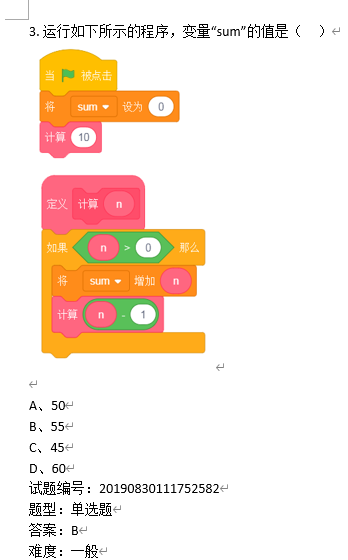 3. 运行如下所示的程序，变量“sum”的值是（ ）
当 被点击
将 sum 设为 0
计算 10
定义 计算 n
如果 n > 0 那么
将 sum 增加 n
计算 n - 1
A、50
B、55
C、45
D、60
试题编号：20190830111752582
题型：单选题
答案：B
难度：一般